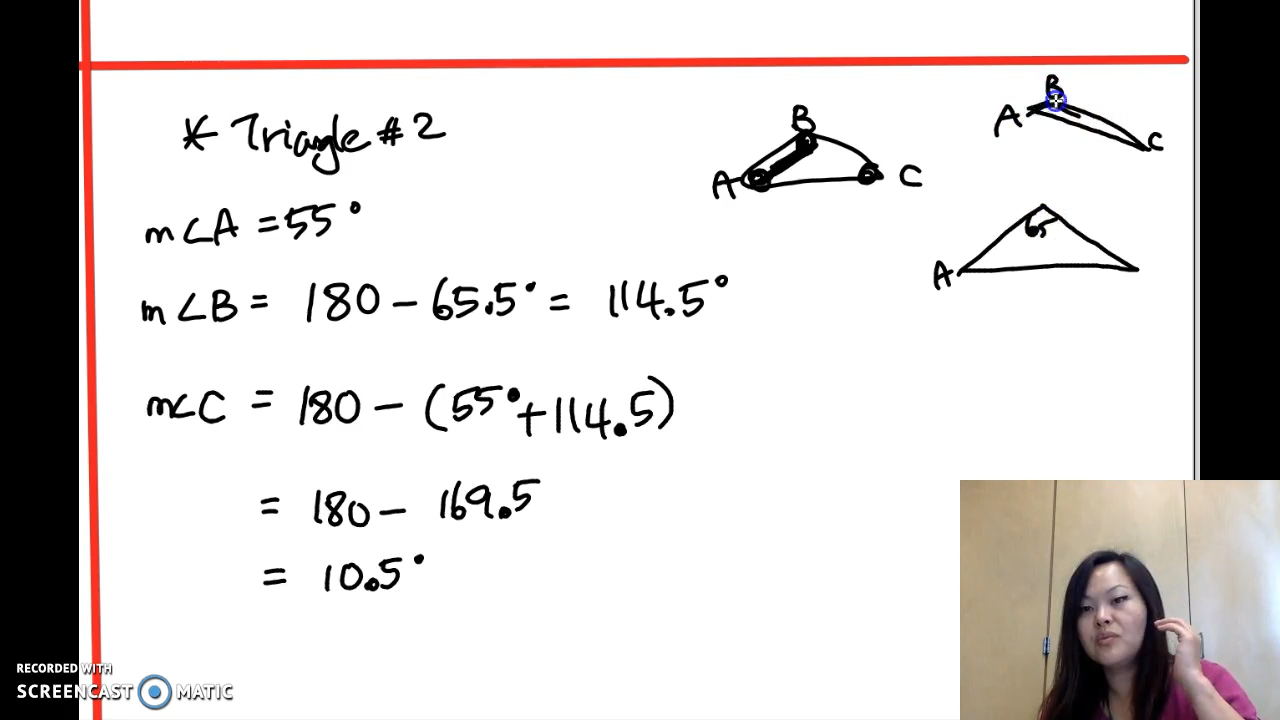 * Triangle #2
m∠A = 55°
m∠B = 180 - 65.5° = 114.5°
m∠C = 180 - (55° + 114.5)
= 180 - 169.5
= 10.5°
B
A
C
B
A
C
65
A
RECORDED WITH
SCREENCAST MATIC